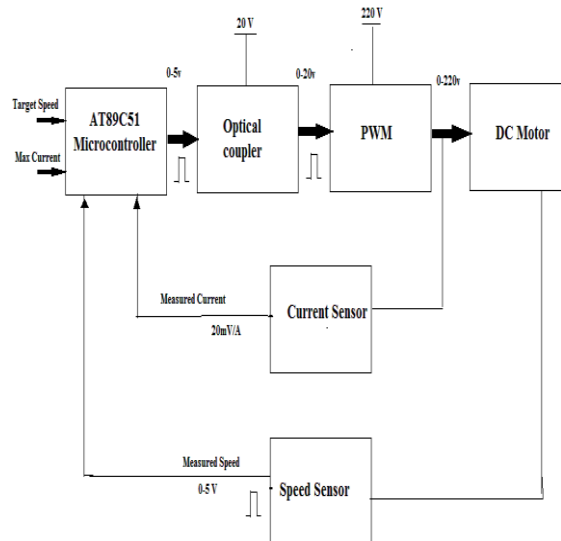 20 V
220 V
0-5v
0-20v
0-220v
Target Speed
Max Current
AT89C51
Microcontroller
Optical
coupler
PWM
DC Motor
Measured Current
20mV/A
Current Sensor
Measured Speed
0-5 V
Speed Sensor